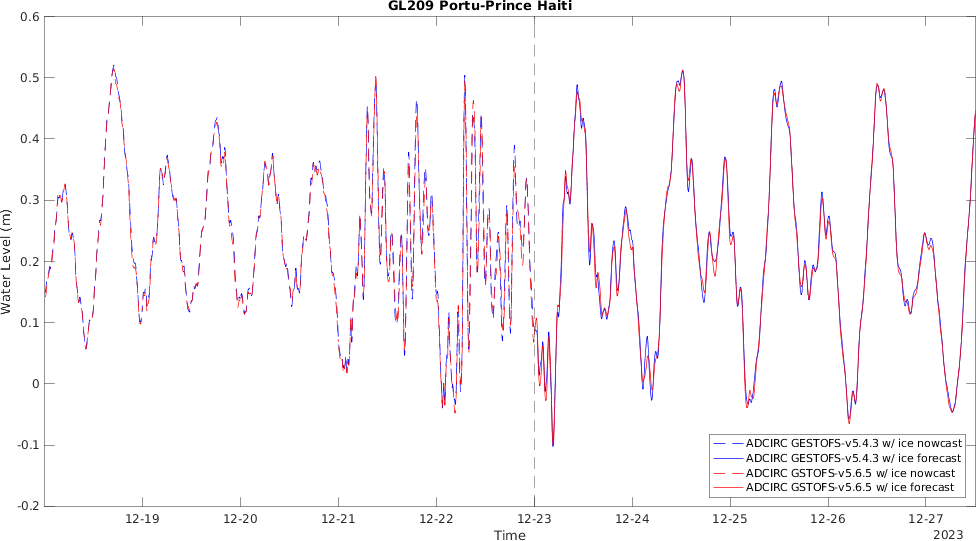 GL209 Portu-Prince Haiti
0.6
0.5
0.4
0.3
0.2
0.1
0
-0.1
-0.2
Water Level (m)
12-19
12-20
12-21
12-22
12-23
12-24
12-25
12-26
12-27
Time
2023
ADCIRC GESTOFS-v5.4.3 w/ ice nowcast
ADCIRC GESTOFS-v5.4.3 w/ ice forecast
ADCIRC GSTOFS-v5.6.5 w/ ice nowcast
ADCIRC GSTOFS-v5.6.5 w/ ice forecast